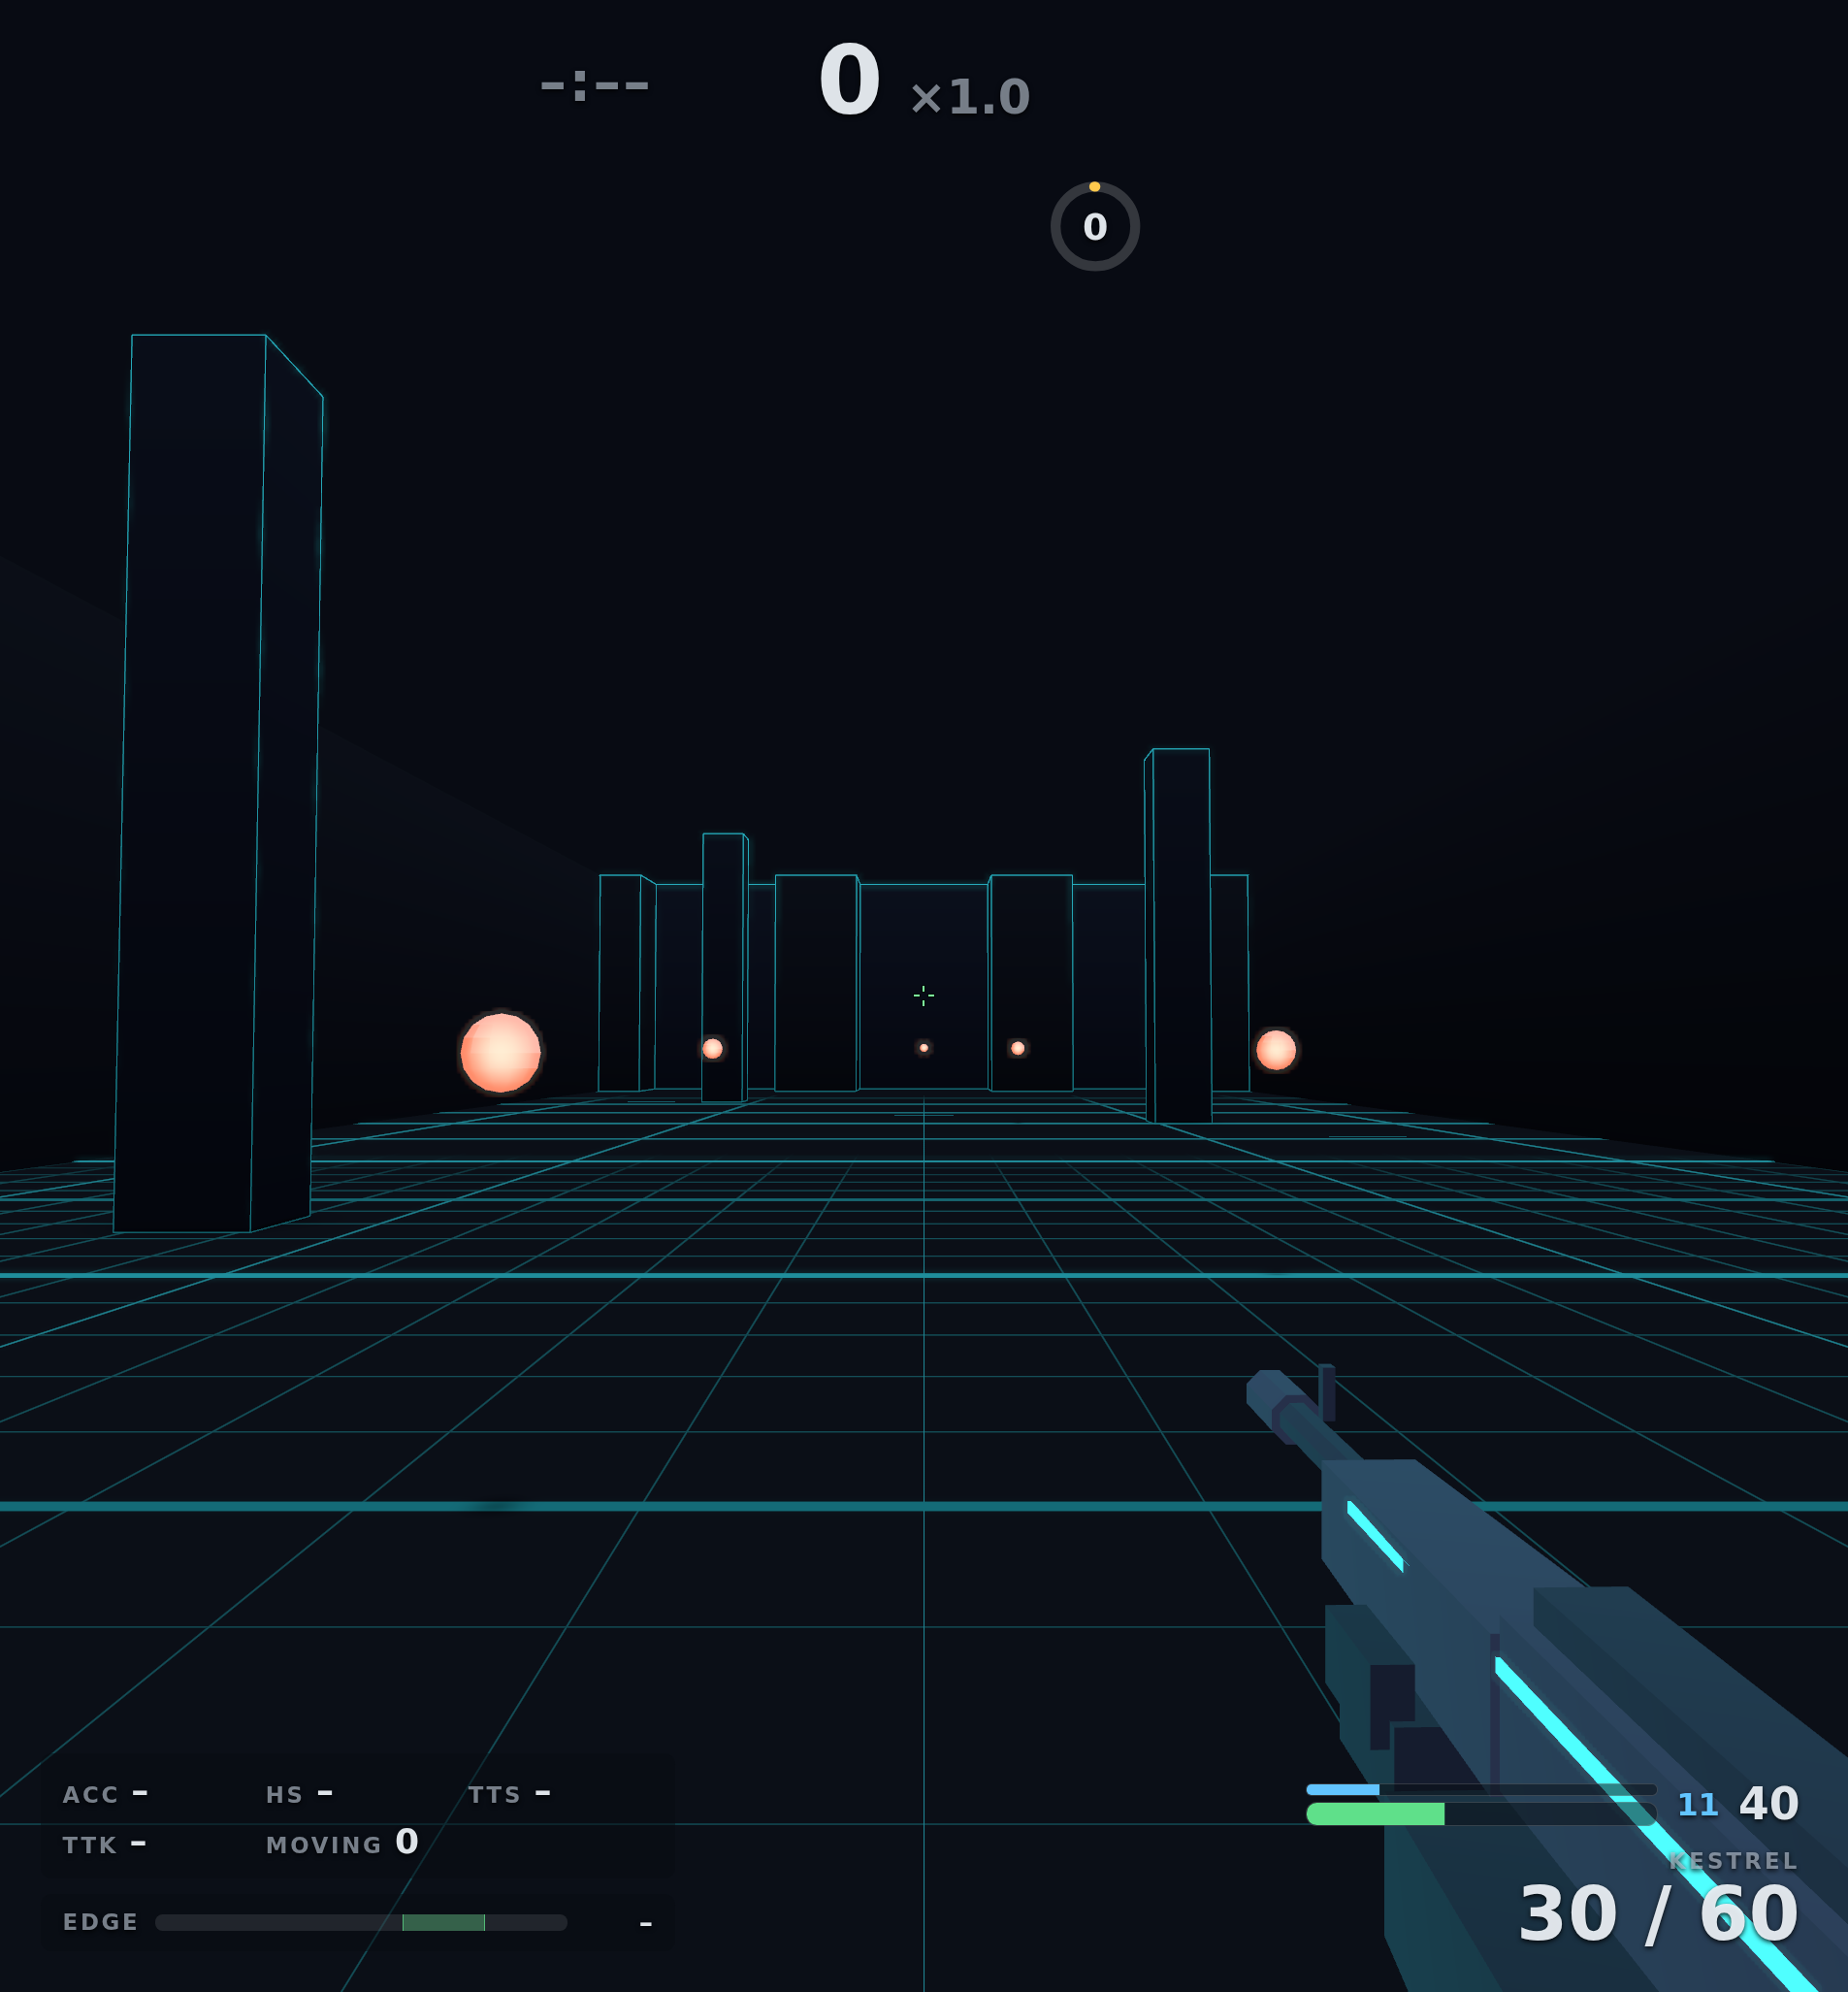 -:-- 0 ×1.0
0
ACC – HS – TTS –
TTK – MOVING 0
EDGE –
11 40
KESTREL
30 / 60